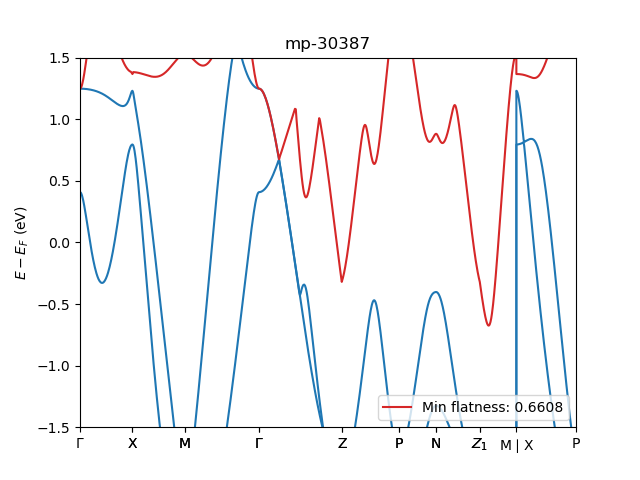 mp-30387
1.5
1.0
0.5
0.0
−0.5
−1.0
−1.5
E − E_F (eV)
Min flatness: 0.6608
Γ X M Γ Z P N Z₁ M | X P